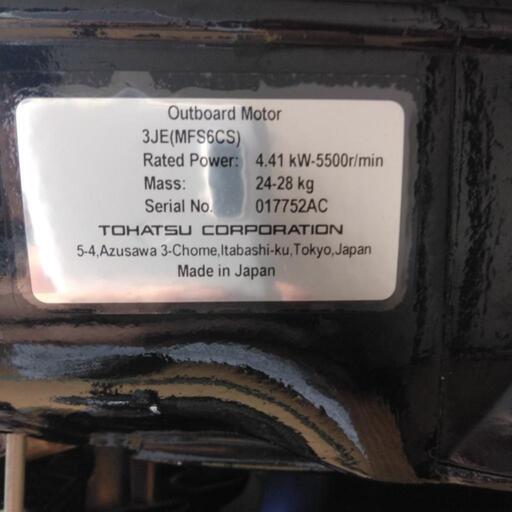 Outboard Motor
3JE(MFS6CS)
Rated Power: 4.41 kW-5500r/min
Mass: 24-28 kg
Serial No. 017752AC
TOHATSU CORPORATION
5-4,Azusawa 3-Chome,Itabashi-ku,Tokyo,Japan
Made in Japan